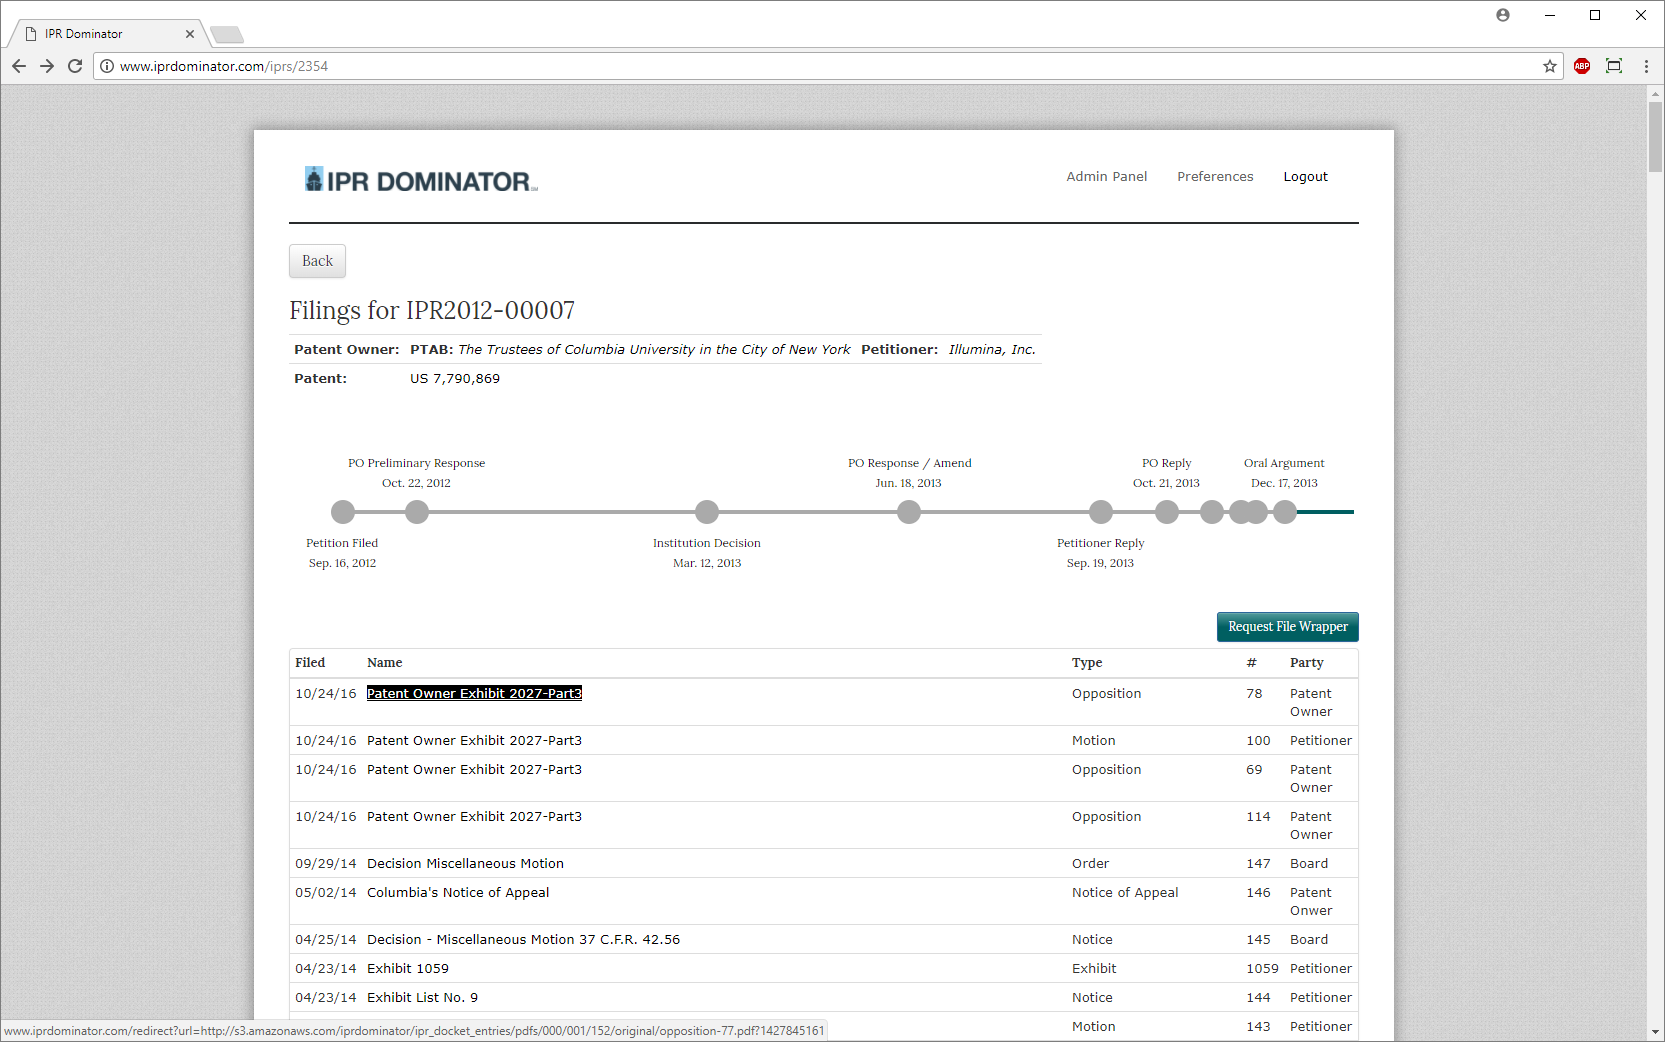 IPR Dominator
www.iprdominator.com/iprs/2354
ABP
IPR DOMINATOR
Admin Panel Preferences Logout
Back
Filings for IPR2012-00007
Patent Owner: PTAB: The Trustees of Columbia University in the City of New York Petitioner: Illumina, Inc.
Patent: US 7,790,869
PO Preliminary Response PO Response / Amend PO Reply Oral Argument
Oct. 22, 2012 Jun. 18, 2013 Oct. 21, 2013 Dec. 17, 2013
Petition Filed Institution Decision Petitioner Reply
Sep. 16, 2012 Mar. 12, 2013 Sep. 19, 2013
Request File Wrapper
Filed Name Type # Party
10/24/16 Patent Owner Exhibit 2027-Part3 Opposition 78 Patent
Owner
10/24/16 Patent Owner Exhibit 2027-Part3 Motion 100 Petitioner
10/24/16 Patent Owner Exhibit 2027-Part3 Opposition 69 Patent
Owner
10/24/16 Patent Owner Exhibit 2027-Part3 Opposition 114 Patent
Owner
09/29/14 Decision Miscellaneous Motion Order 147 Board
05/02/14 Columbia's Notice of Appeal Notice of Appeal 146 Patent
Onwer
04/25/14 Decision - Miscellaneous Motion 37 C.F.R. 42.56 Notice 145 Board
04/23/14 Exhibit 1059 Exhibit 1059 Petitioner
04/23/14 Exhibit List No. 9 Notice 144 Petitioner
Motion 143 Petitioner
www.iprdominator.com/redirect?url=http://s3.amazonaws.com/iprdominator/ipr_docket_entries/pdfs/000/001/152/original/opposition-77.pdf?1427845161